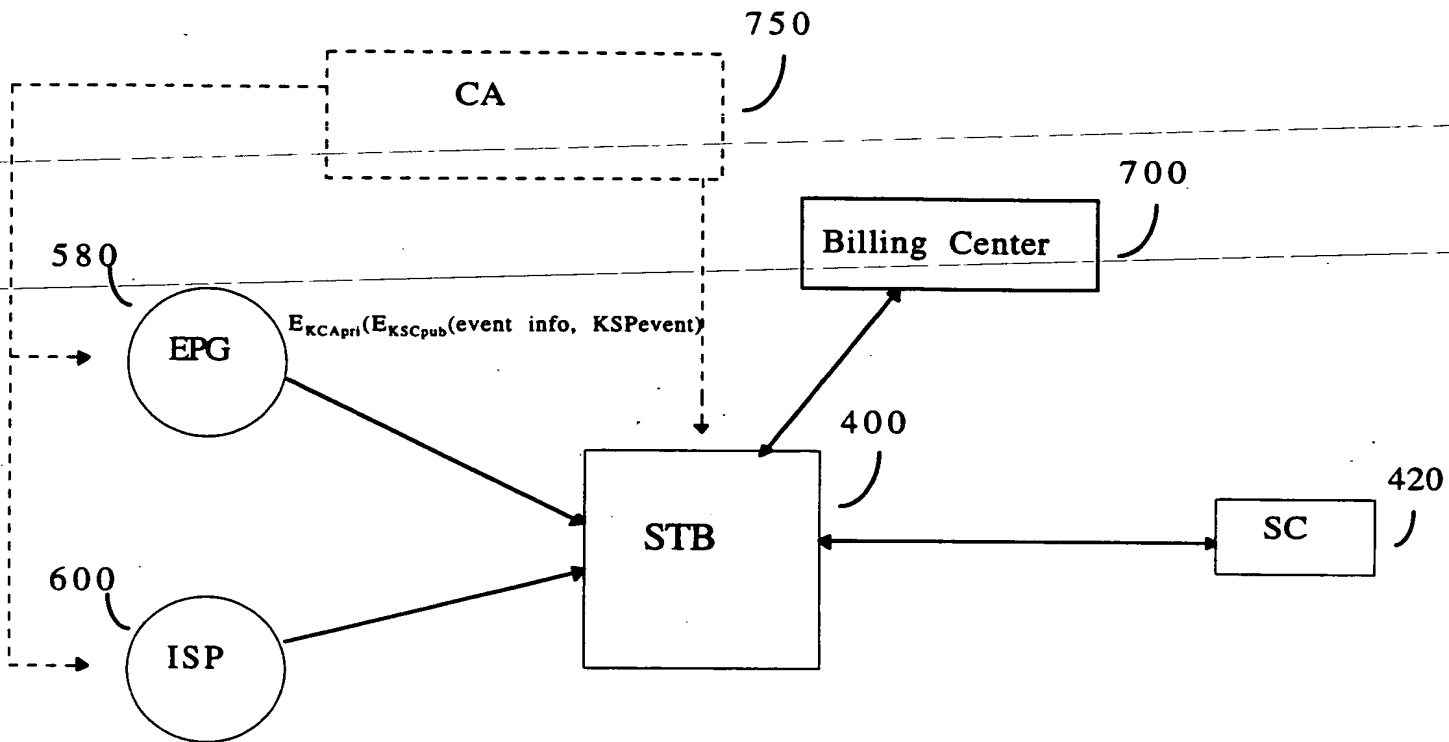 750
CA
700
Billing Center
580
E_KCApri(E_KSCpub(event info, KSPevent)
EPG
400
420
STB
SC
600
ISP